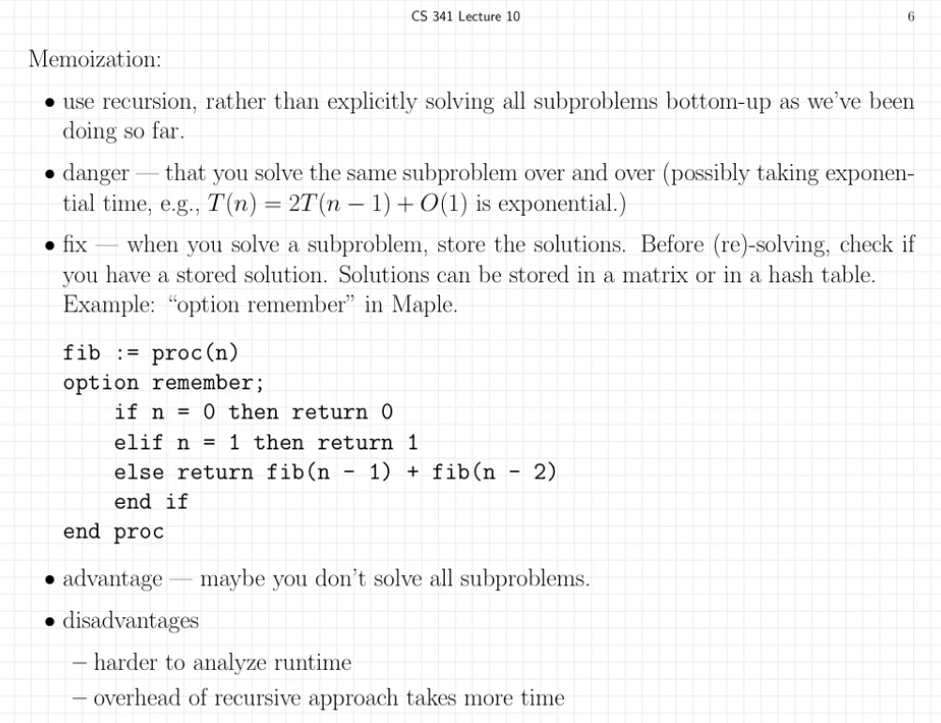 CS 341 Lecture 10
6
Memoization:
• use recursion, rather than explicitly solving all subproblems bottom-up as we've been
doing so far.
• danger — that you solve the same subproblem over and over (possibly taking exponen-
tial time, e.g., T(n) = 2T(n − 1) + O(1) is exponential.)
• fix — when you solve a subproblem, store the solutions. Before (re)-solving, check if
you have a stored solution. Solutions can be stored in a matrix or in a hash table.
Example: “option remember” in Maple.
fib := proc(n)
option remember;
    if n = 0 then return 0
    elif n = 1 then return 1
    else return fib(n - 1) + fib(n - 2)
    end if
end proc
• advantage — maybe you don't solve all subproblems.
• disadvantages
– harder to analyze runtime
– overhead of recursive approach takes more time